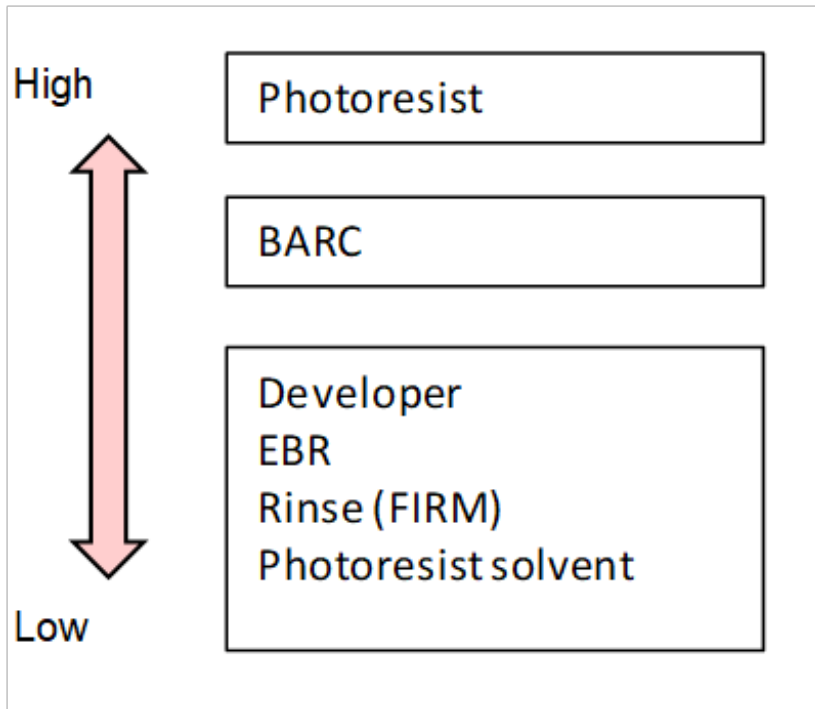 High
Photoresist
BARC
Developer
EBR
Rinse (FIRM)
Photoresist solvent
Low